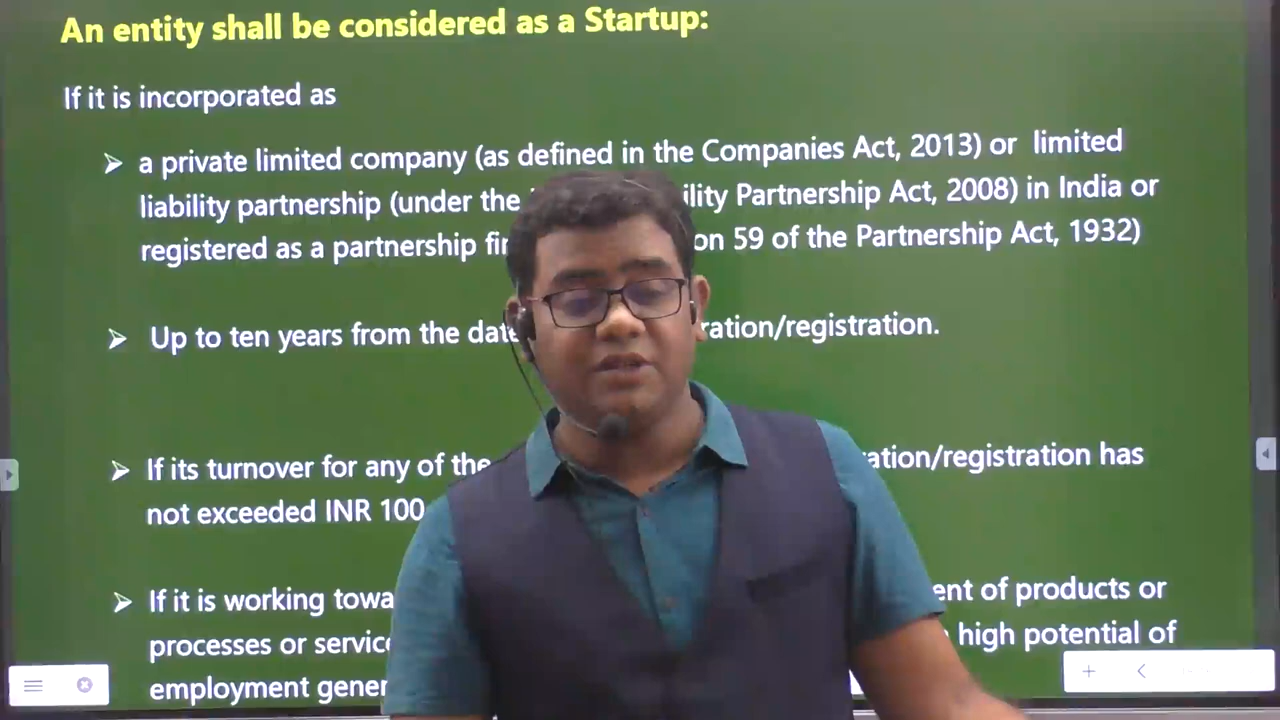 An entity shall be considered as a Startup:
If it is incorporated as
➢ a private limited company (as defined in the Companies Act, 2013) or limited
liability partnership (under the ility Partnership Act, 2008) in India or
registered as a partnership fir on 59 of the Partnership Act, 1932)
➢ Up to ten years from the date ration/registration.
➢ If its turnover for any of the ation/registration has
not exceeded INR 100
➢ If it is working towa ent of products or
processes or service high potential of
employment gener